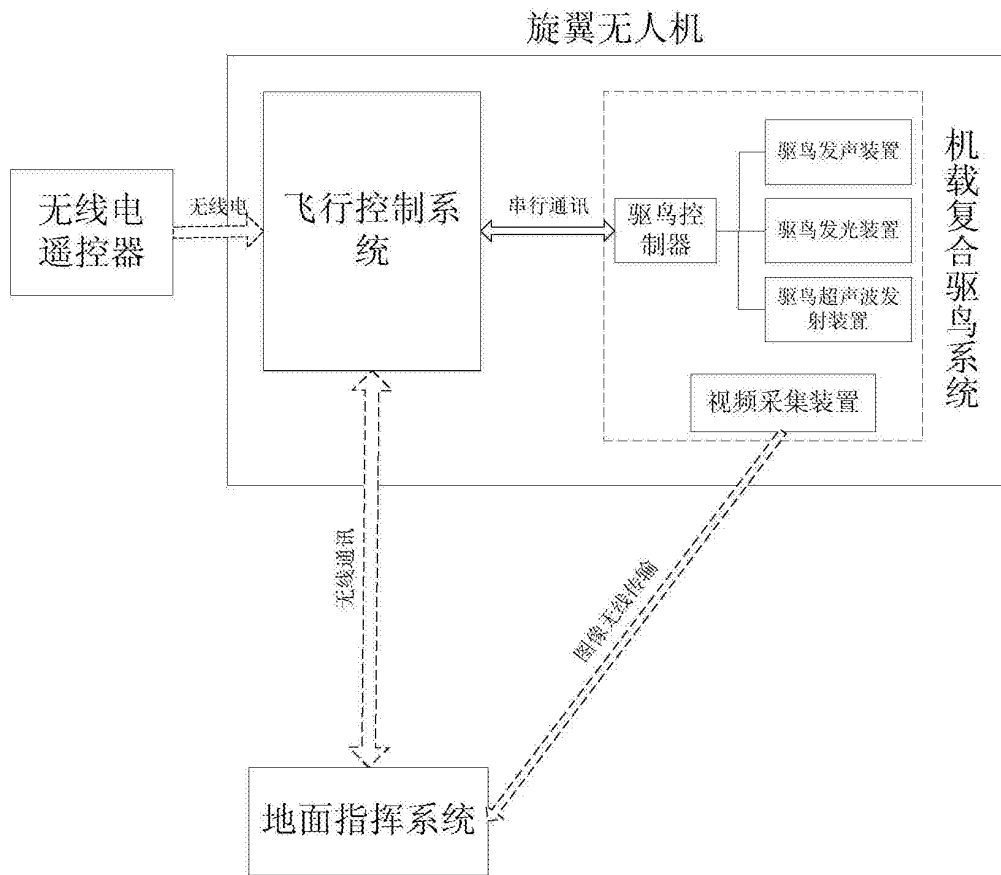 旋翼无人机
无线电
遥控器
无线电
飞行控制系
统
串行通讯
驱鸟控
制器
驱鸟发声装置
驱鸟发光装置
驱鸟超声波发
射装置
视频采集装置
机载复合驱鸟系统
无线通讯
图像无线传输
地面指挥系统